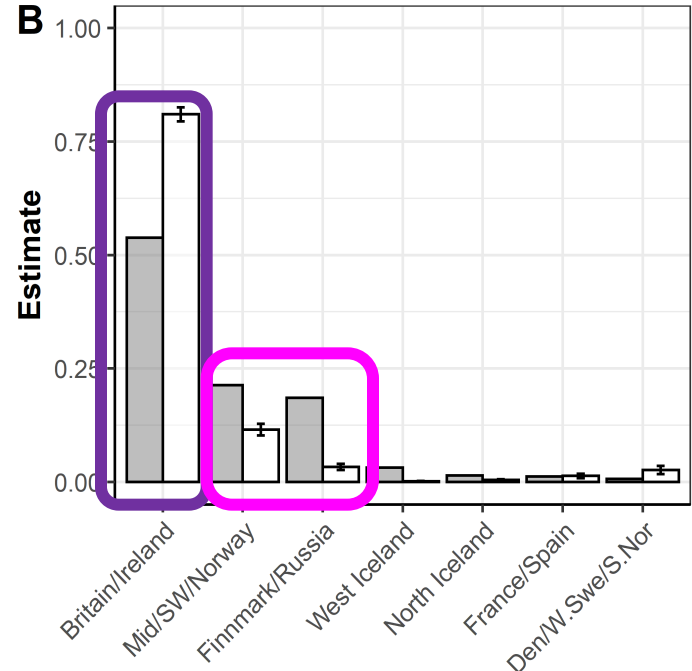 B
1.00
0.75
0.50
0.25
0.00
Estimate
Britain/Ireland
Mid/SW/Norway
Finnmark/Russia
West Iceland
North Iceland
France/Spain
Den/W.Swe/S.Nor